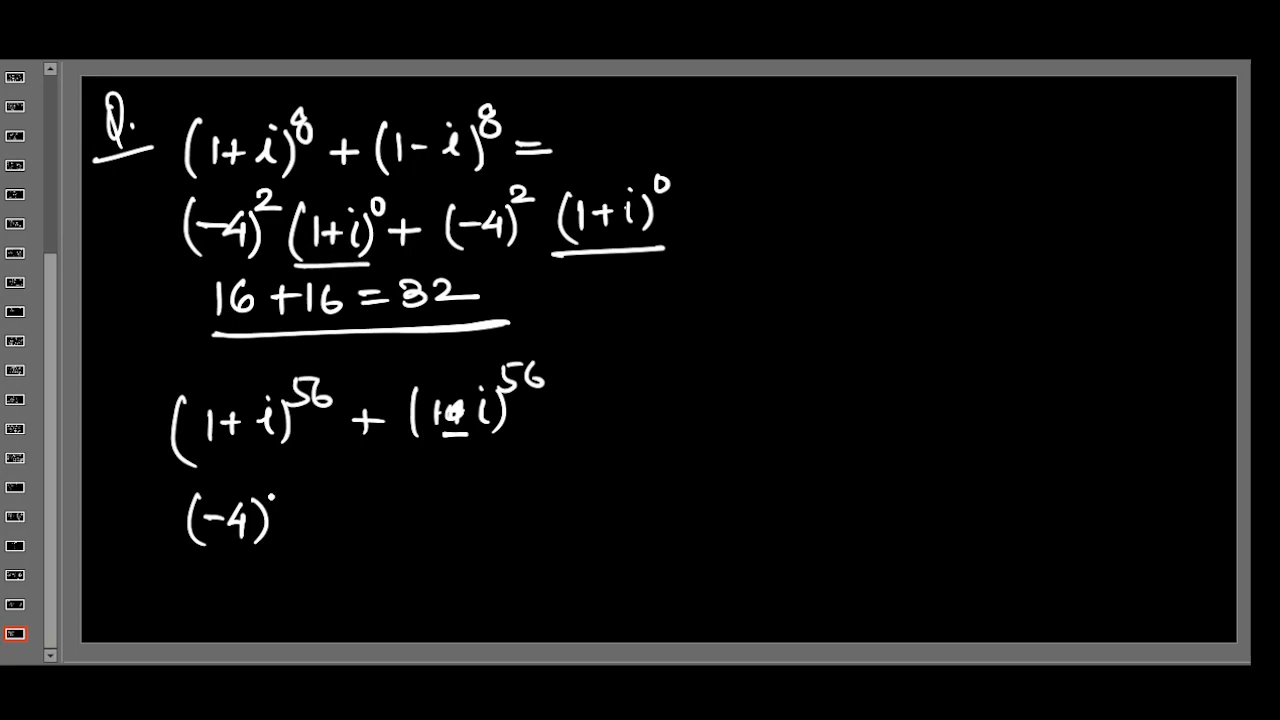 Q. (1+i)^8 + (1-i)^8 =
(-4)^2 (1+i)^0 + (-4)^2 (1+i)^0
16 + 16 = 32
(1+i)^56 + (1-i)^56
(-4)